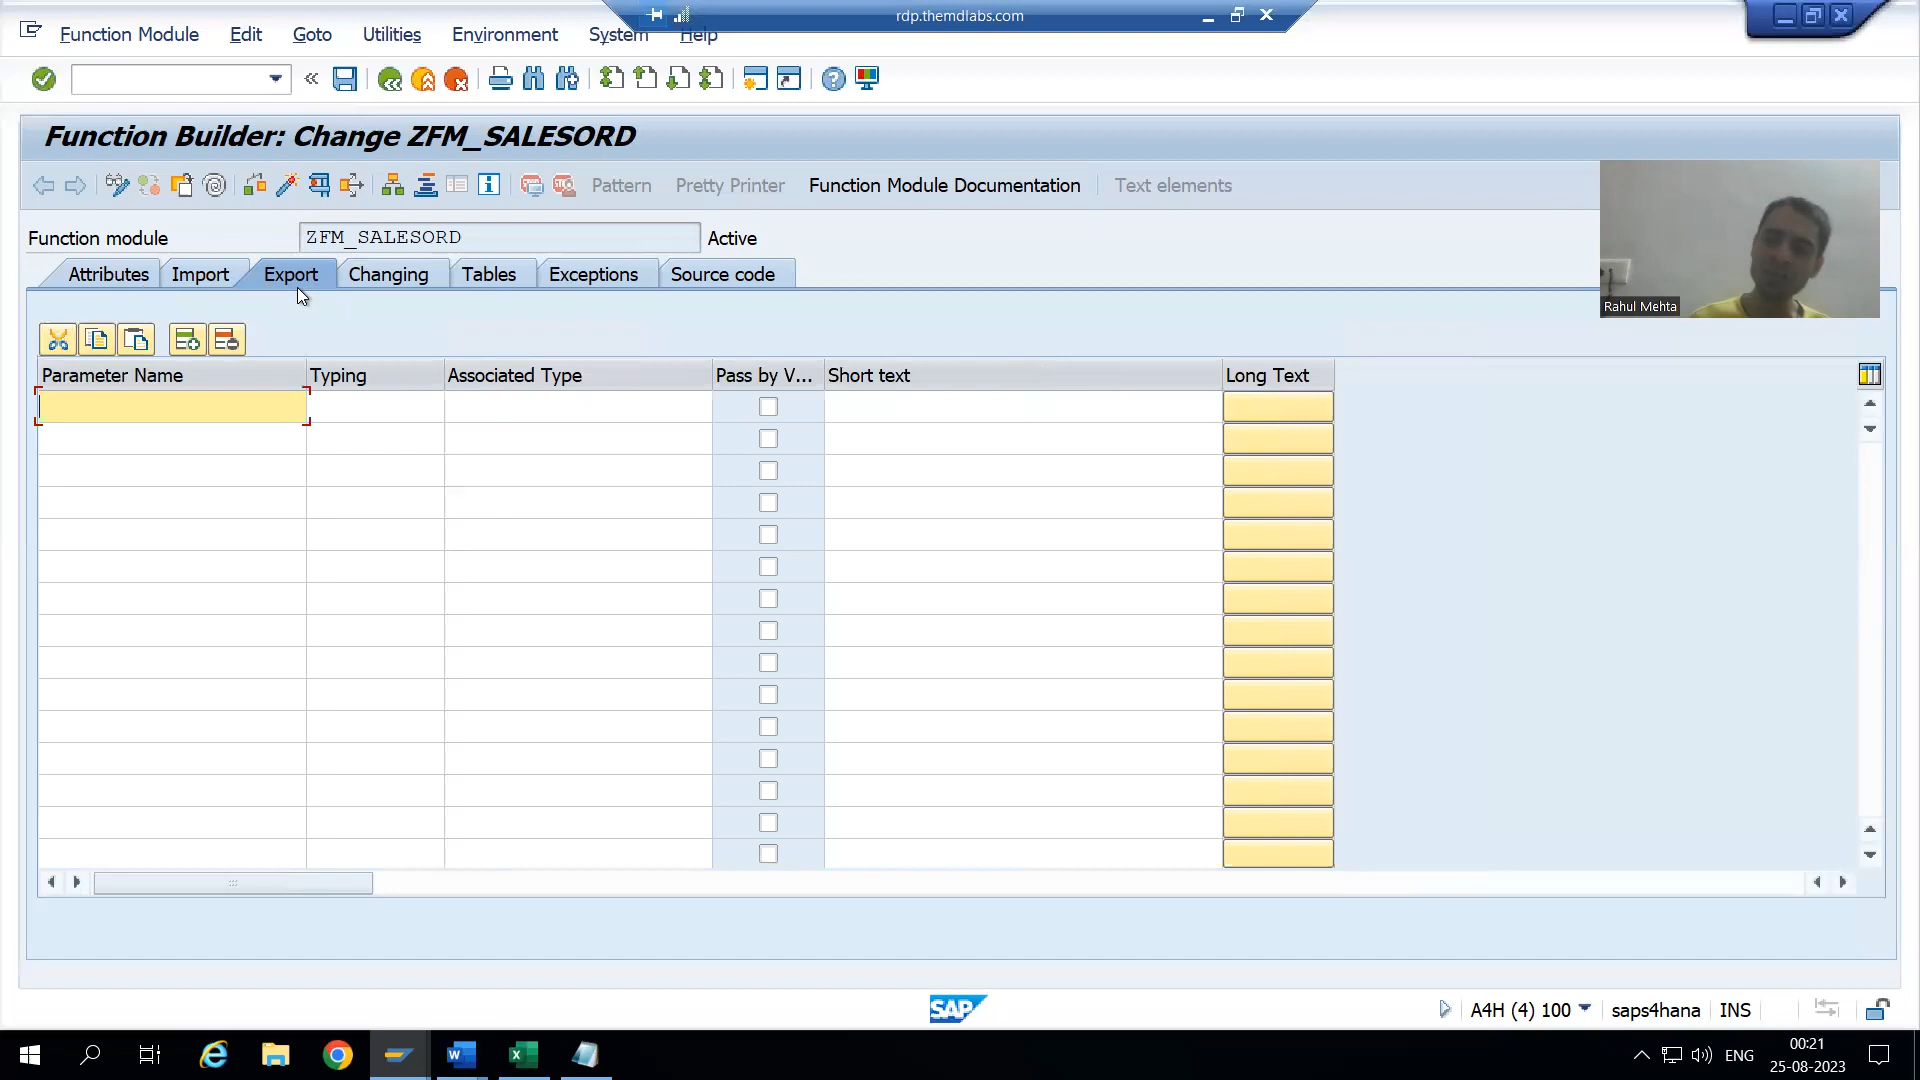 rdp.themdlabs.com
Function Module Edit Goto Utilities Environment System Help
Function Builder: Change ZFM_SALESORD
Pattern Pretty Printer Function Module Documentation Text elements
Function module ZFM_SALESORD Active
Attributes Import Export Changing Tables Exceptions Source code
Rahul Mehta
Parameter Name Typing Associated Type Pass by V... Short text Long Text
SAP
A4H (4) 100 saps4hana INS
ENG
00:21
25-08-2023